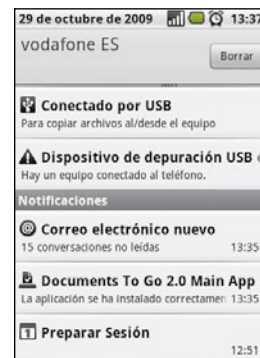 29 de octubre de 2009 13:37
vodafone ES
Borrar
Conectado por USB
Para copiar archivos al/desde el equipo
Dispositivo de depuración USB
Hay un equipo conectado al teléfono.
Notificaciones
Correo electrónico nuevo
15 conversaciones no leídas 13:35
Documents To Go 2.0 Main App
La aplicación se ha instalado correctamen 13:35
1 Preparar Sesión
12:51